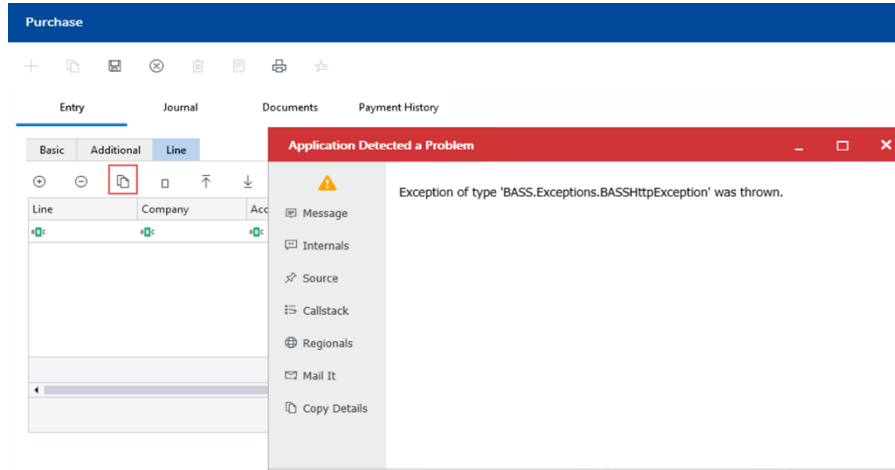 Purchase
Entry Journal Documents Payment History
Basic Additional Line
Application Detected a Problem
Line Company Acc
Exception of type 'BASS.Exceptions.BASSHttpException' was thrown.
Message
Internals
Source
Callstack
Regionals
Mail It
Copy Details